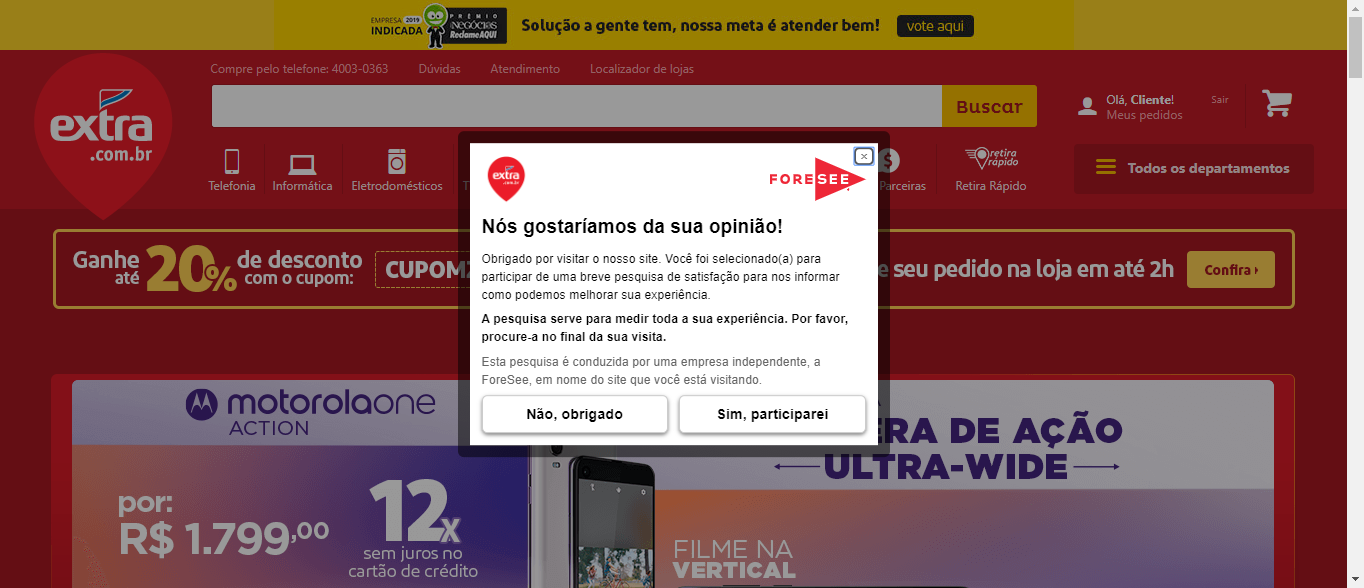 EMPRESA 2019
INDICADA
PRÊMIO
ÉPOCA
NEGÓCIOS
ReclameAQUI
Solução a gente tem, nossa meta é atender bem!
vote aqui
Compre pelo telefone: 4003-0363
Dúvidas
Atendimento
Localizador de lojas
extra
.com.br
Buscar
Olá, Cliente!
Meus pedidos
Sair
Telefonia
Informática
Eletrodomésticos
T
$
Parceiras
retira
rápido
Retira Rápido
Todos os departamentos
extra
.com.br
FORESEE
×
Nós gostaríamos da sua opinião!
Obrigado por visitar o nosso site. Você foi selecionado(a) para
participar de uma breve pesquisa de satisfação para nos informar
como podemos melhorar sua experiência.
A pesquisa serve para medir toda a sua experiência. Por favor,
procure-a no final da sua visita.
Esta pesquisa é conduzida por uma empresa independente, a
ForeSee, em nome do site que você está visitando.
Não, obrigado
Sim, participarei
Ganhe
até
20%
de desconto
com o cupom:
CUPOM
e seu pedido na loja em até 2h
Confira ›
motorolaone
ACTION
por:
R$ 1.799,00
12x
sem juros no
cartão de crédito
ERA DE AÇÃO
ULTRA-WIDE
FILME NA
VERTICAL